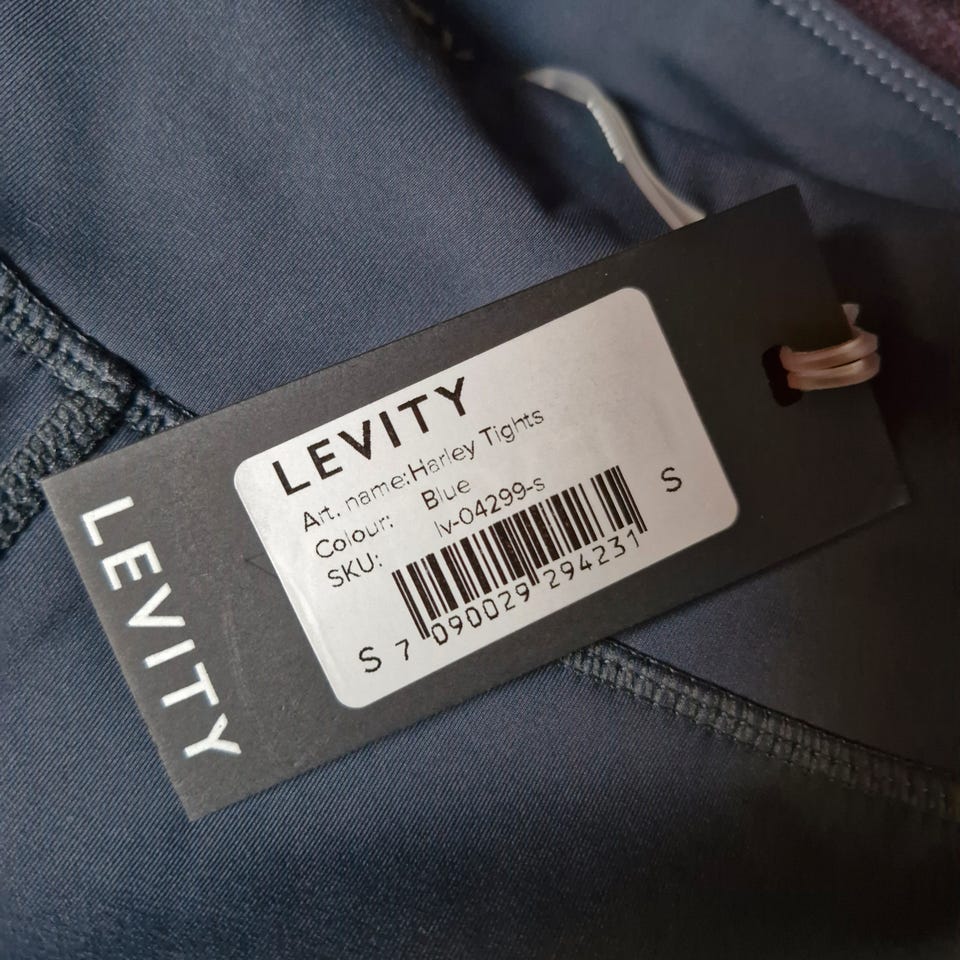 LEVITY
Art. name:Harley Tights
Colour: Blue
SKU: lv-04299-s
S
S 7 090029 294231
LEVITY